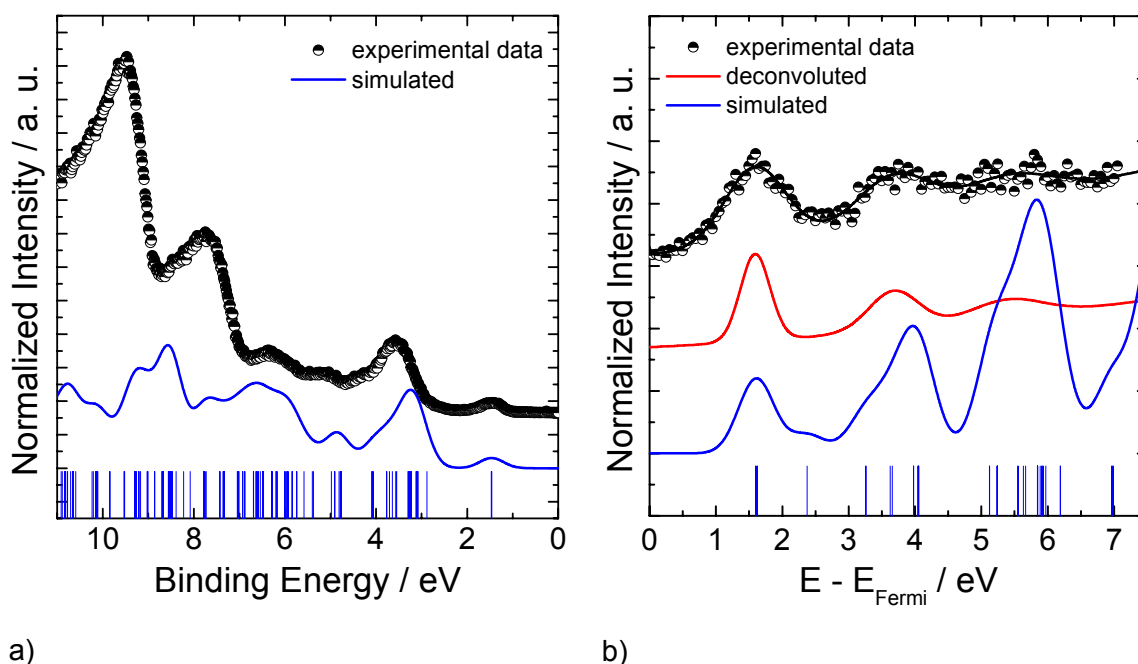 Normalized Intensity / a. u.
experimental data
simulated
10 8 6 4 2 0
Binding Energy / eV
a)
Normalized Intensity / a. u.
experimental data
deconvoluted
simulated
0 1 2 3 4 5 6 7
E - E_Fermi / eV
b)